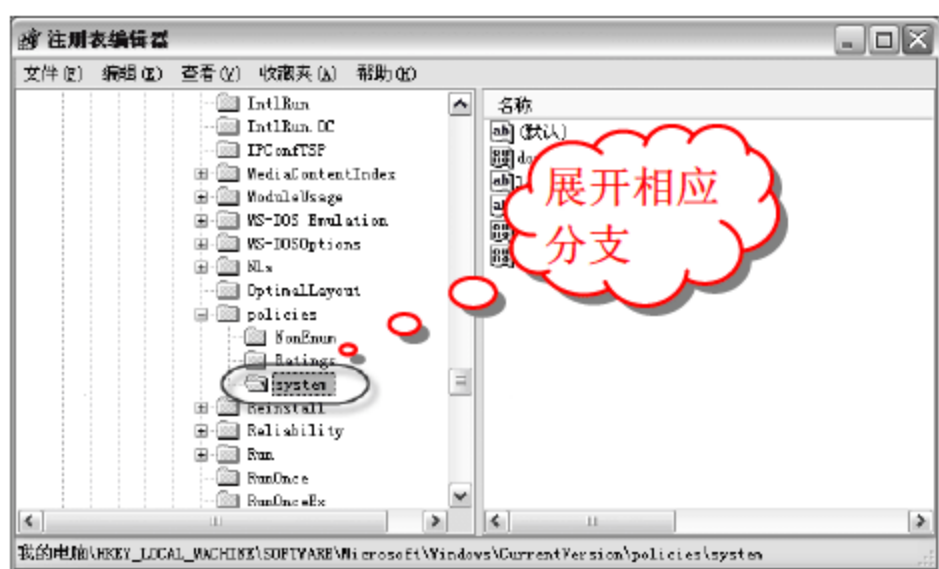 注册表编辑器
文件(F) 编辑(E) 查看(V) 收藏夹(A) 帮助(H)
IntlRun
IntlRun.OC
IPConfTSP
MediaContentIndex
ModuleUsage
MS-DOS Emulation
MS-DOSOptions
NLs
OptimalLayout
policies
NonEnum
Ratings
system
Reinstall
Reliability
Run
RunOnce
RunOnceEx
名称
(默认)
展开相应
分支
我的电脑\HKEY_LOCAL_MACHINE\SOFTWARE\Microsoft\Windows\CurrentVersion\policies\system